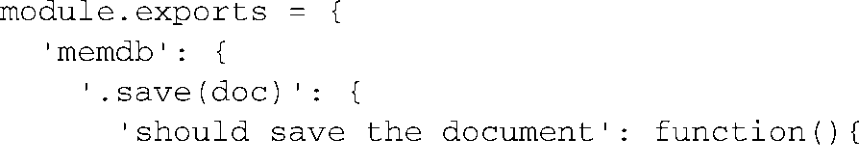 module.exports = {
  'memdb': {
    '.save(doc)': {
      'should save the document': function(){